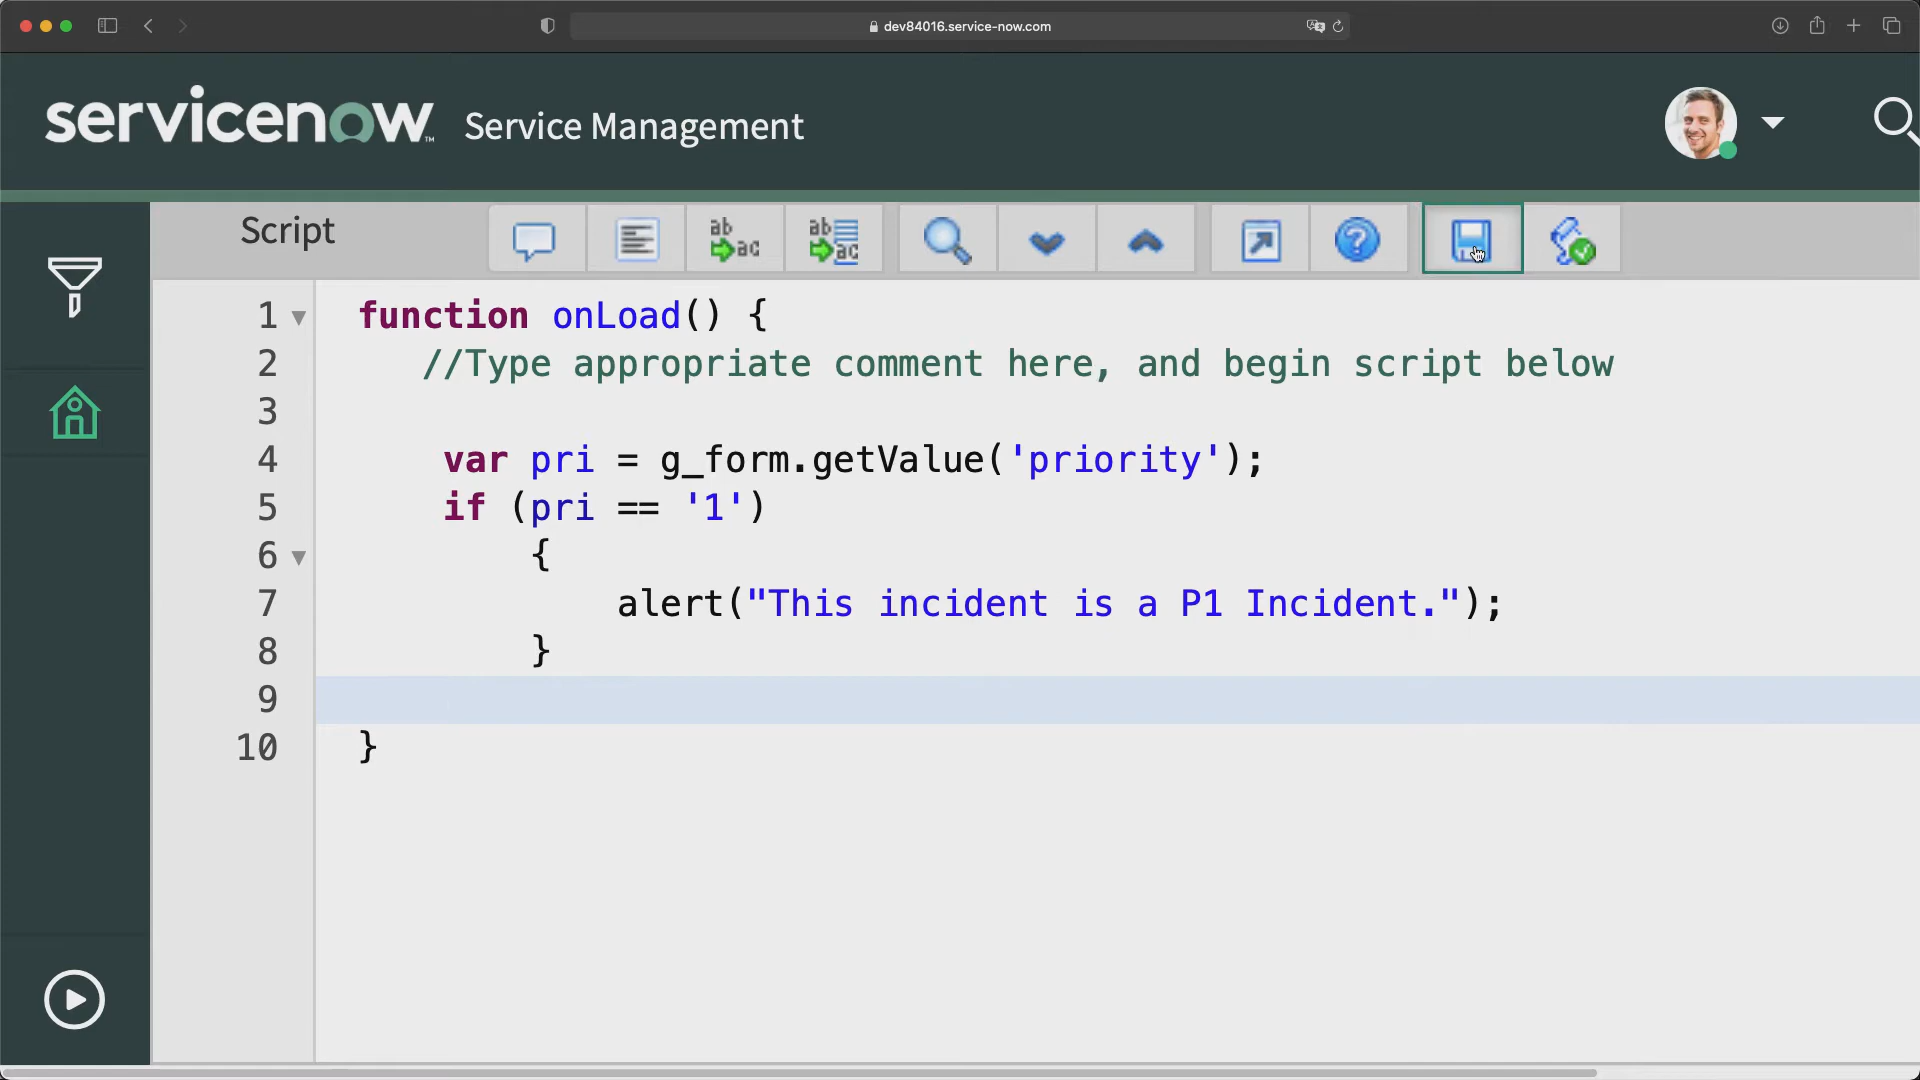 dev84016.service-now.com
servicenow™ Service Management
Script
ab ac ab ac
1 function onLoad() {
2 //Type appropriate comment here, and begin script below
3
4 var pri = g_form.getValue('priority');
5 if (pri == '1')
6 {
7 alert("This incident is a P1 Incident.");
8 }
9
10 }